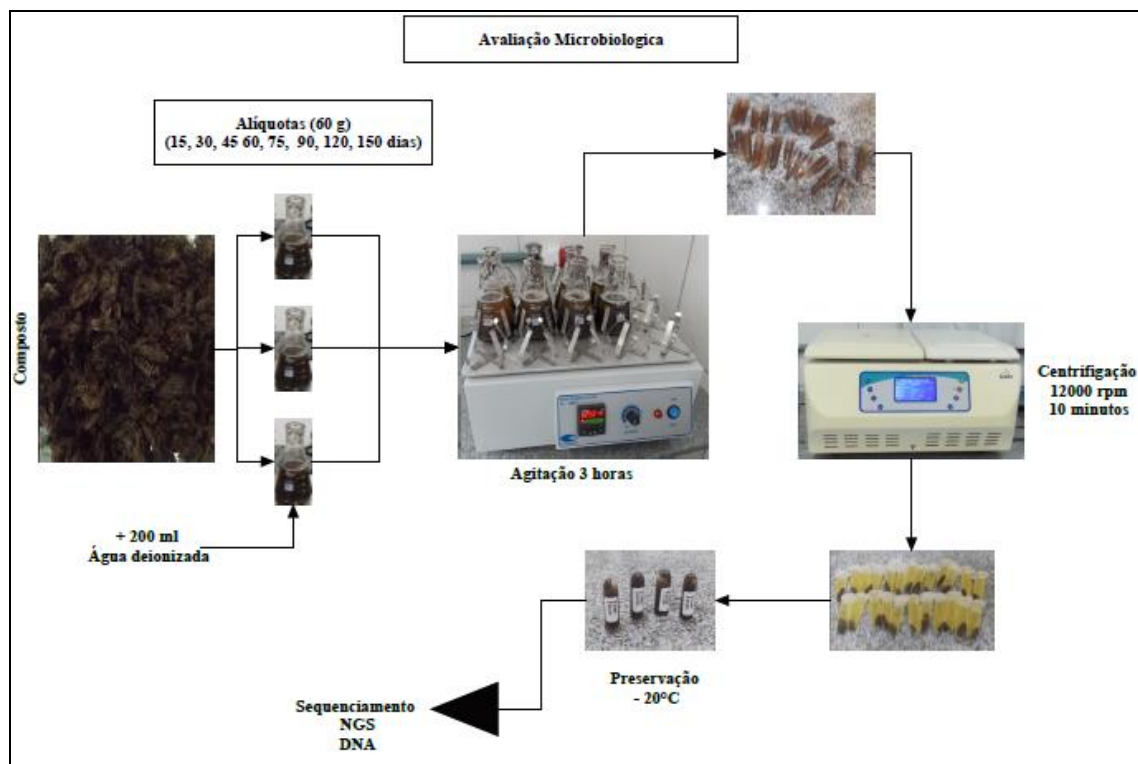 Avaliação Microbiologica
Alíquotas (60 g)
(15, 30, 45 60, 75, 90, 120, 150 dias)
Composto
+ 200 ml
Água deionizada
Agitação 3 horas
Centrifigação
12000 rpm
10 minutos
Preservação
- 20°C
Sequenciamento
NGS
DNA